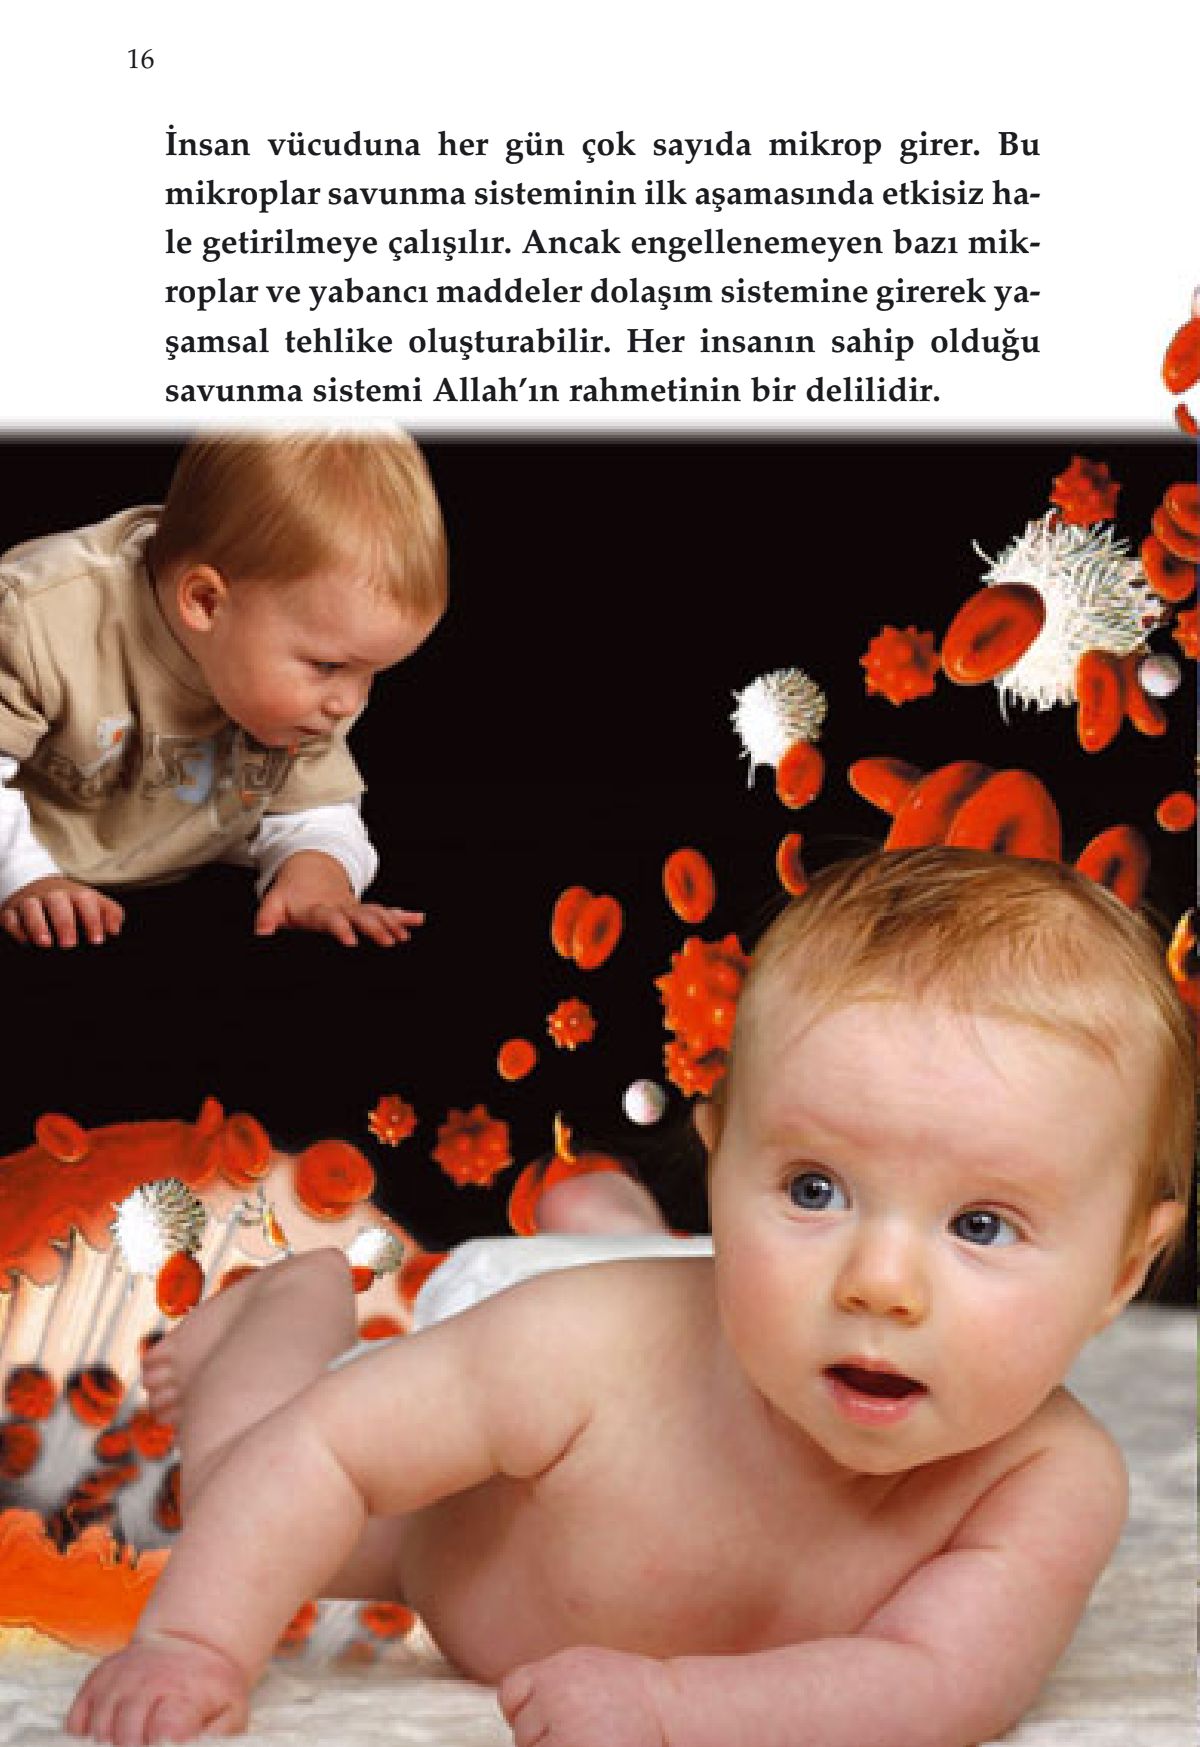 16
İnsan vücuduna her gün çok sayıda mikrop girer. Bu
mikroplar savunma sisteminin ilk aşamasında etkisiz ha-
le getirilmeye çalışılır. Ancak engellenemeyen bazı mik-
roplar ve yabancı maddeler dolaşım sistemine girerek ya-
şamsal tehlike oluşturabilir. Her insanın sahip olduğu
savunma sistemi Allah’ın rahmetinin bir delilidir.